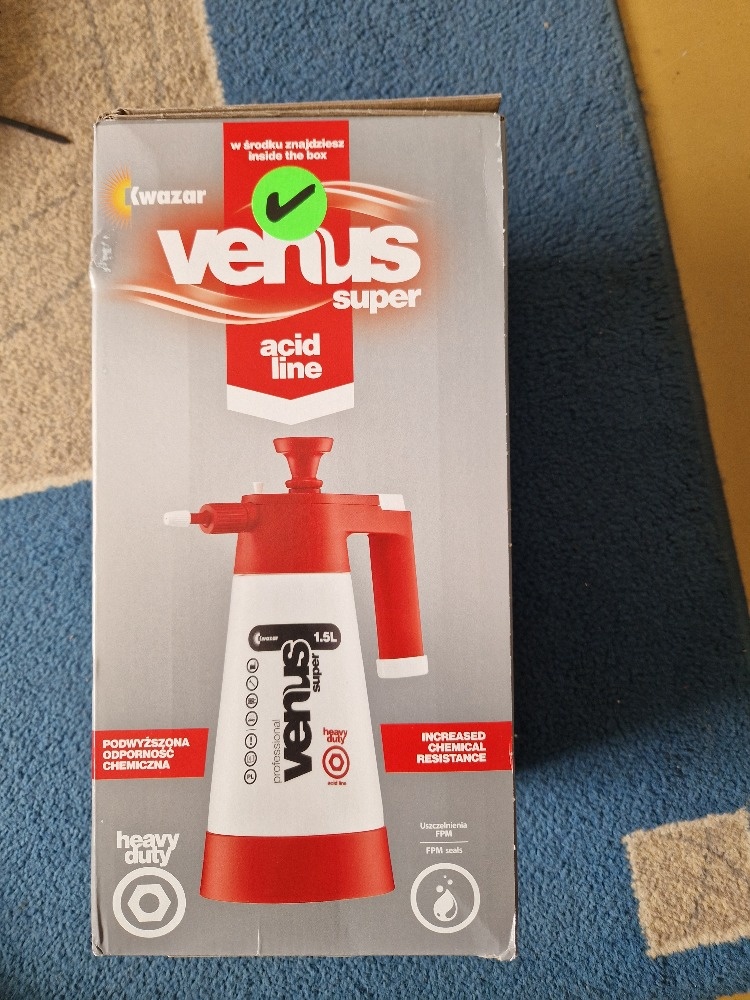 w środku znajdziesz
inside the box
Kwazar
venus
super
acid
line
Kwazar
1.5L
professional
venus
super
heavy
duty
acid line
PL
PODWYŻSZONA
ODPORNOŚĆ
CHEMICZNA
INCREASED
CHEMICAL
RESISTANCE
heavy
duty
Uszczelnienia
FPM
FPM seals